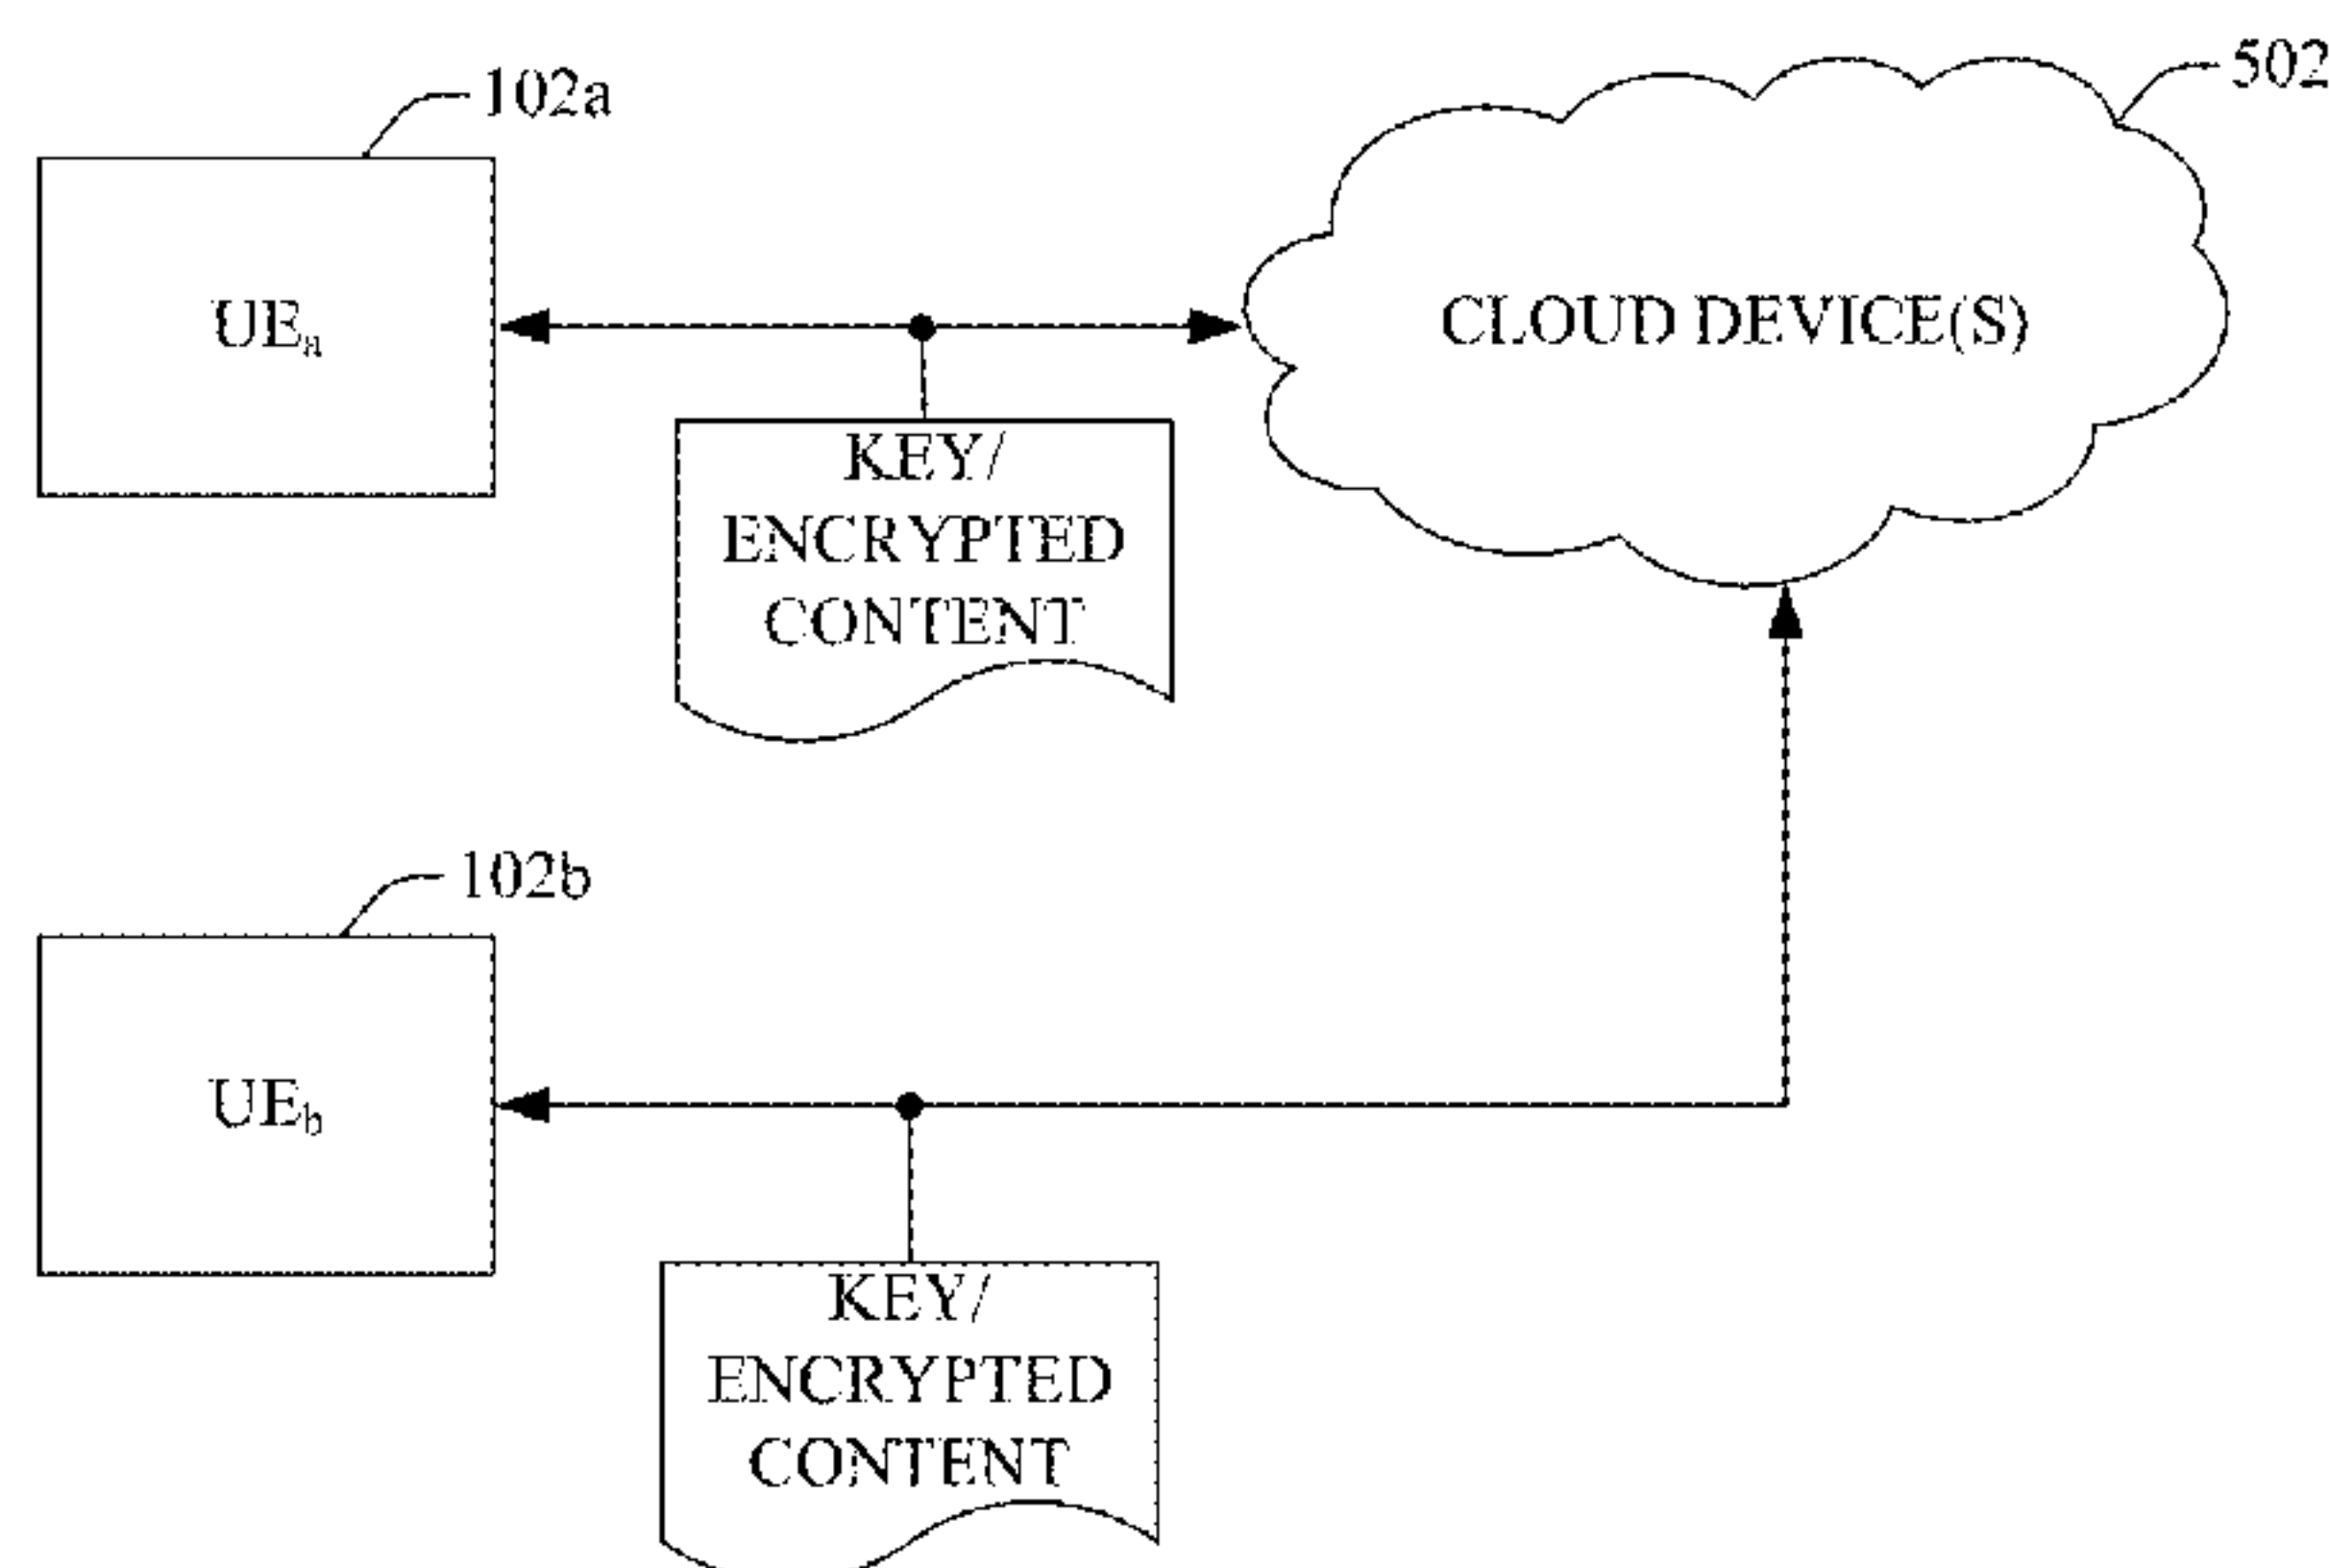 102a
502
UEa
CLOUD DEVICE(S)
KEY/
ENCRYPTED
CONTENT
102b
UEb
KEY/
ENCRYPTED
CONTENT